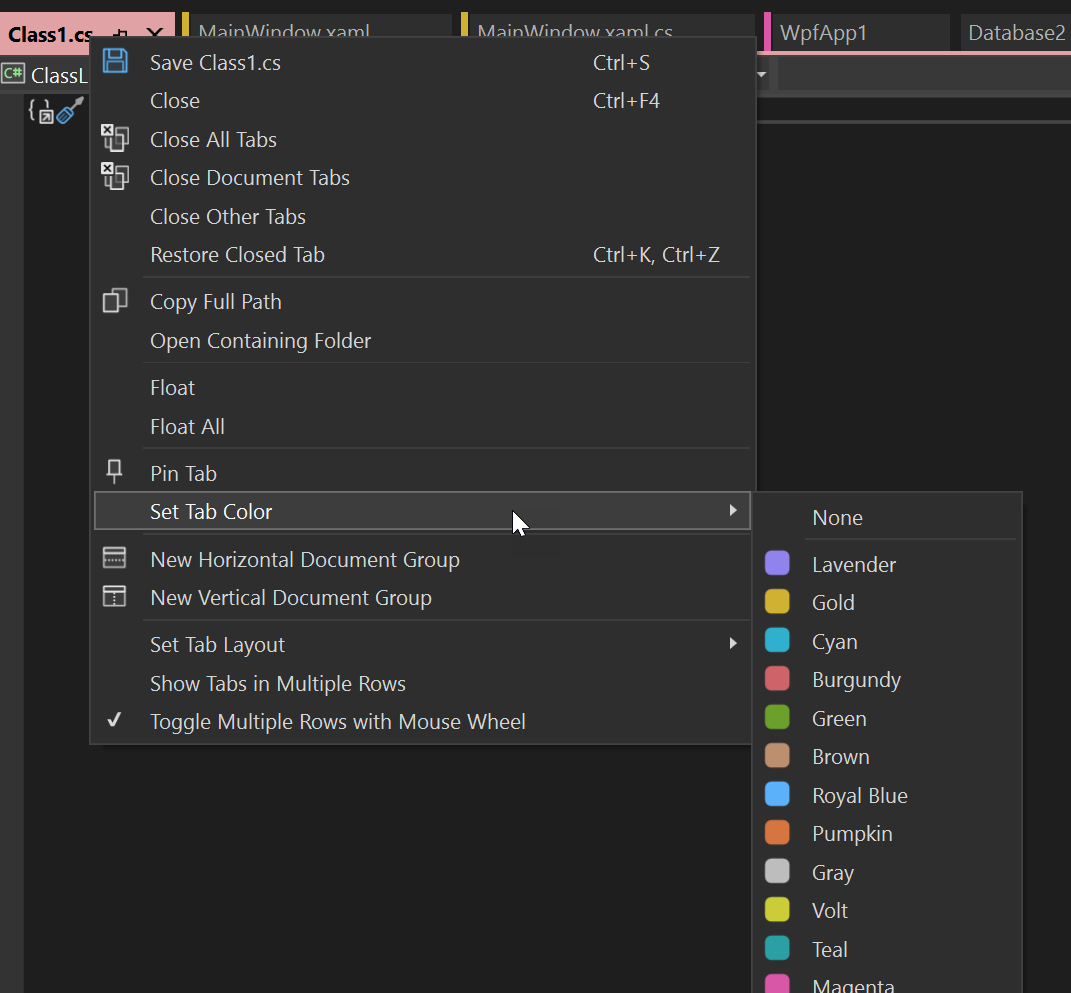 Class1.cs
MainWindow.xaml
MainWindow.xaml.cs
WpfApp1
Database2
C# ClassL
Save Class1.cs Ctrl+S
Close Ctrl+F4
Close All Tabs
Close Document Tabs
Close Other Tabs
Restore Closed Tab Ctrl+K, Ctrl+Z
Copy Full Path
Open Containing Folder
Float
Float All
Pin Tab
Set Tab Color
New Horizontal Document Group
New Vertical Document Group
Set Tab Layout
Show Tabs in Multiple Rows
Toggle Multiple Rows with Mouse Wheel
None
Lavender
Gold
Cyan
Burgundy
Green
Brown
Royal Blue
Pumpkin
Gray
Volt
Teal
Magenta